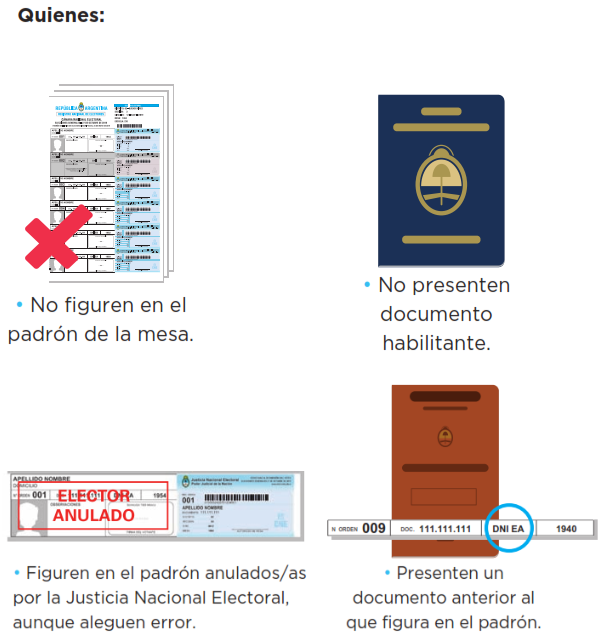 Quienes:
REPÚBLICA ARGENTINA
• No figuren en el
padrón de la mesa.
• No presenten
documento
habilitante.
APELLIDO NOMBRE
DOMICILIO
N° ORDEN 001
1954
ELECTOR
ANULADO
Justicia Nacional Electoral
001
APELLIDO NOMBRE
• Figuren en el padrón anulados/as
por la Justicia Nacional Electoral,
aunque aleguen error.
N ORDEN 009 DOC. 111.111.111 DNI EA 1940
• Presenten un
documento anterior al
que figura en el padrón.